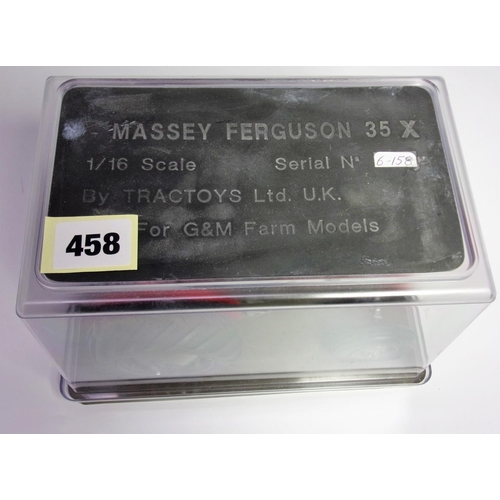 MASSEY FERGUSON 35 X
1/16 Scale Serial Nº 6-158
By TRACTOYS Ltd. U.K.
For G&M Farm Models
458